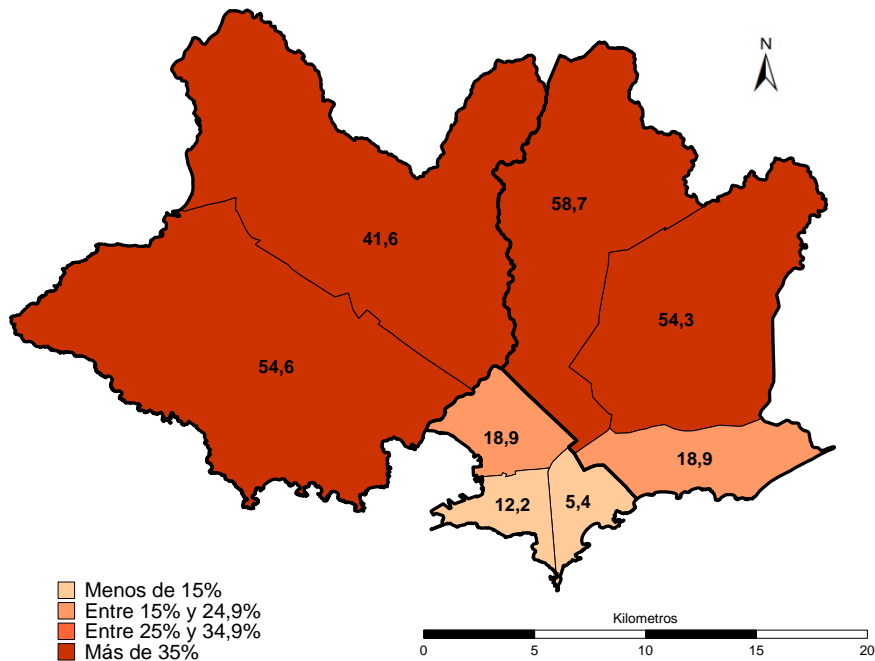 N
58,7
41,6
54,3
54,6
18,9
18,9
12,2
5,4
Menos de 15%
Entre 15% y 24,9%
Entre 25% y 34,9%
Más de 35%
Kilometros
0 5 10 15 20